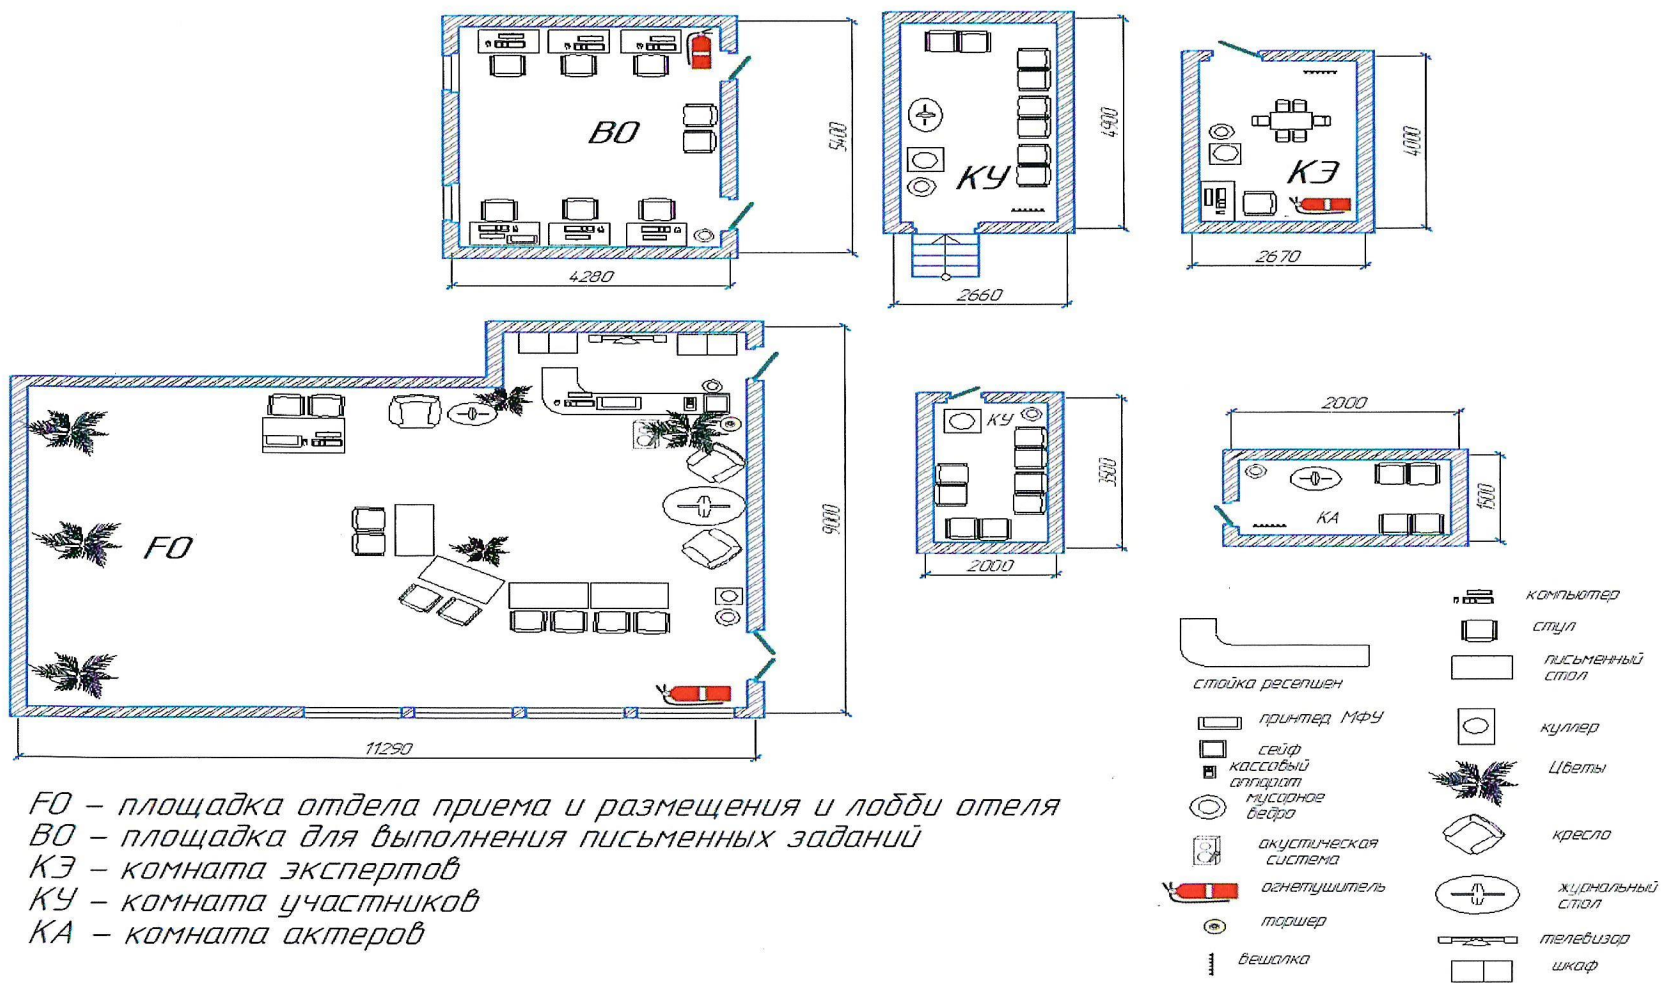 ВО
5400
4280
КУ
4900
2660
КЭ
4000
2670
FO
9000
11290
КУ
3500
2000
2000
КА
1500
FO – площадка отдела приема и размещения и лобби отеля
ВО – площадка для выполнения письменных заданий
КЭ – комната экспертов
КУ – комната участников
КА – комната актеров
стойка ресепшен
принтер МФУ
сейф
кассовый
аппарат
мусорное
ведро
акустическая
система
огнетушитель
торшер
вешалка
компьютер
стул
письменный
стол
куллер
Цветы
кресло
журнальный
стол
телевизор
шкаф